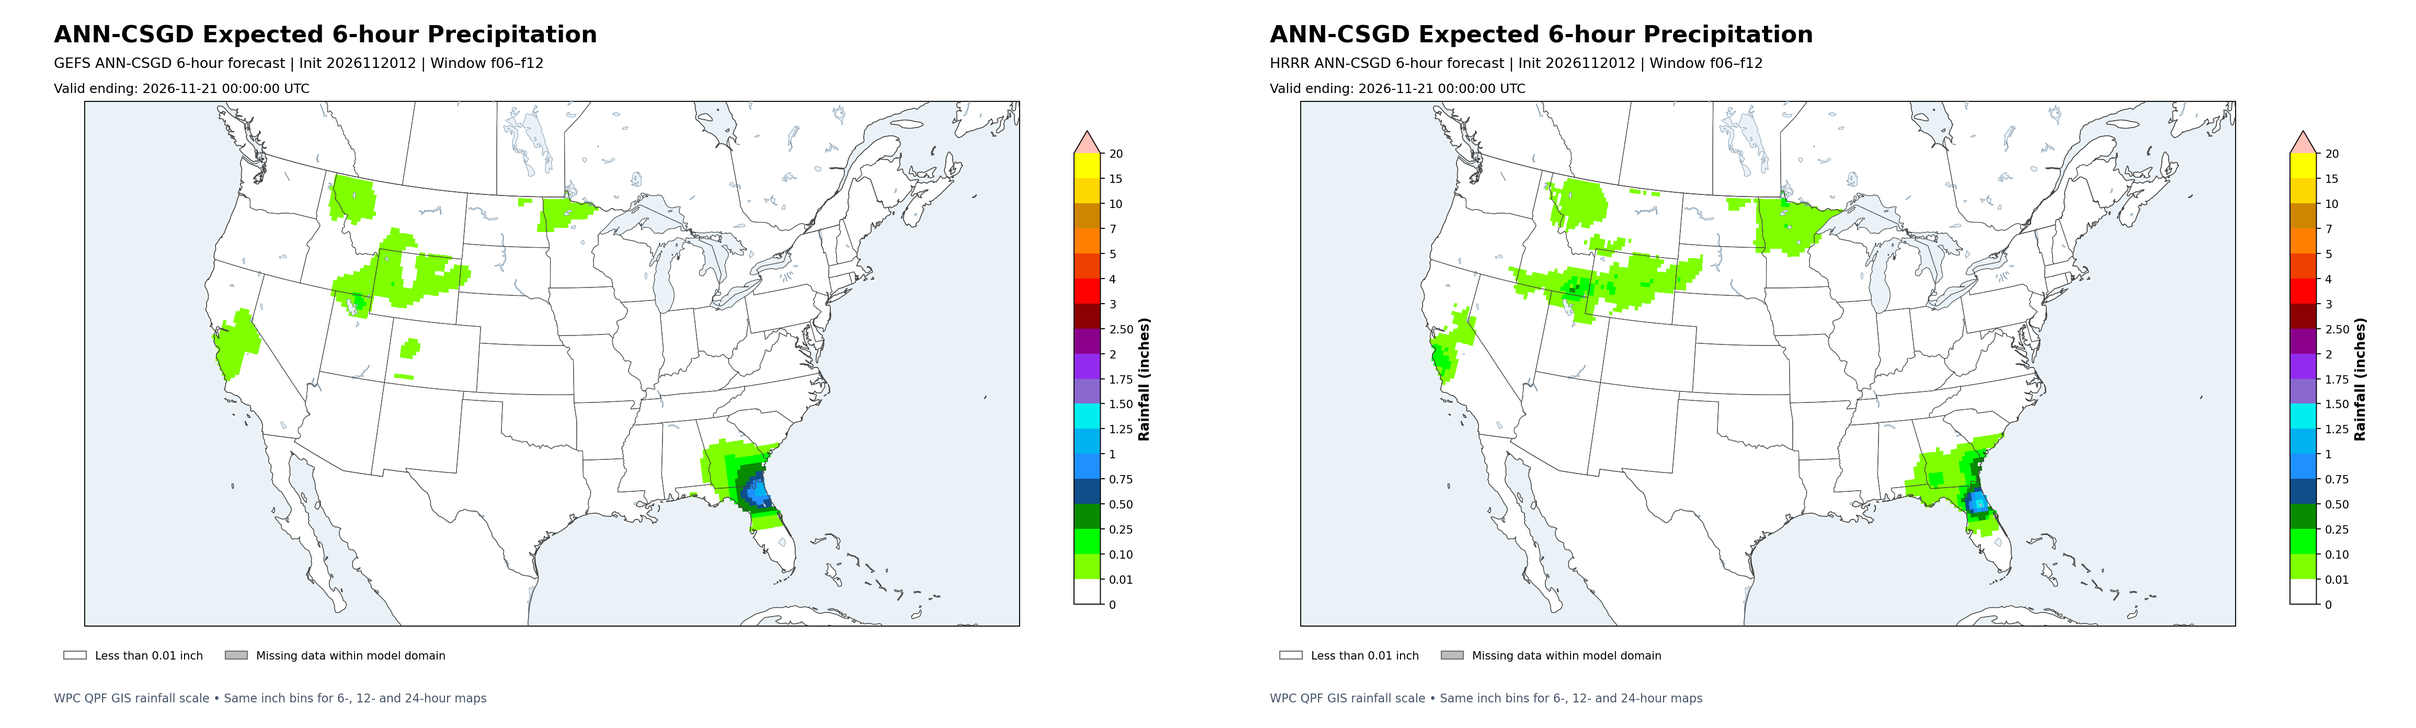 ANN-CSGD Expected 6-hour Precipitation
GEFS ANN-CSGD 6-hour forecast | Init 2026112012 | Window f06–f12
Valid ending: 2026-11-21 00:00:00 UTC
20
15
10
7
5
4
3
2.50
2
1.75
1.50
1.25
1
0.75
0.50
0.25
0.10
0.01
0
Rainfall (inches)
Less than 0.01 inch
Missing data within model domain
WPC QPF GIS rainfall scale • Same inch bins for 6-, 12- and 24-hour maps
ANN-CSGD Expected 6-hour Precipitation
HRRR ANN-CSGD 6-hour forecast | Init 2026112012 | Window f06–f12
Valid ending: 2026-11-21 00:00:00 UTC
20
15
10
7
5
4
3
2.50
2
1.75
1.50
1.25
1
0.75
0.50
0.25
0.10
0.01
0
Rainfall (inches)
Less than 0.01 inch
Missing data within model domain
WPC QPF GIS rainfall scale • Same inch bins for 6-, 12- and 24-hour maps